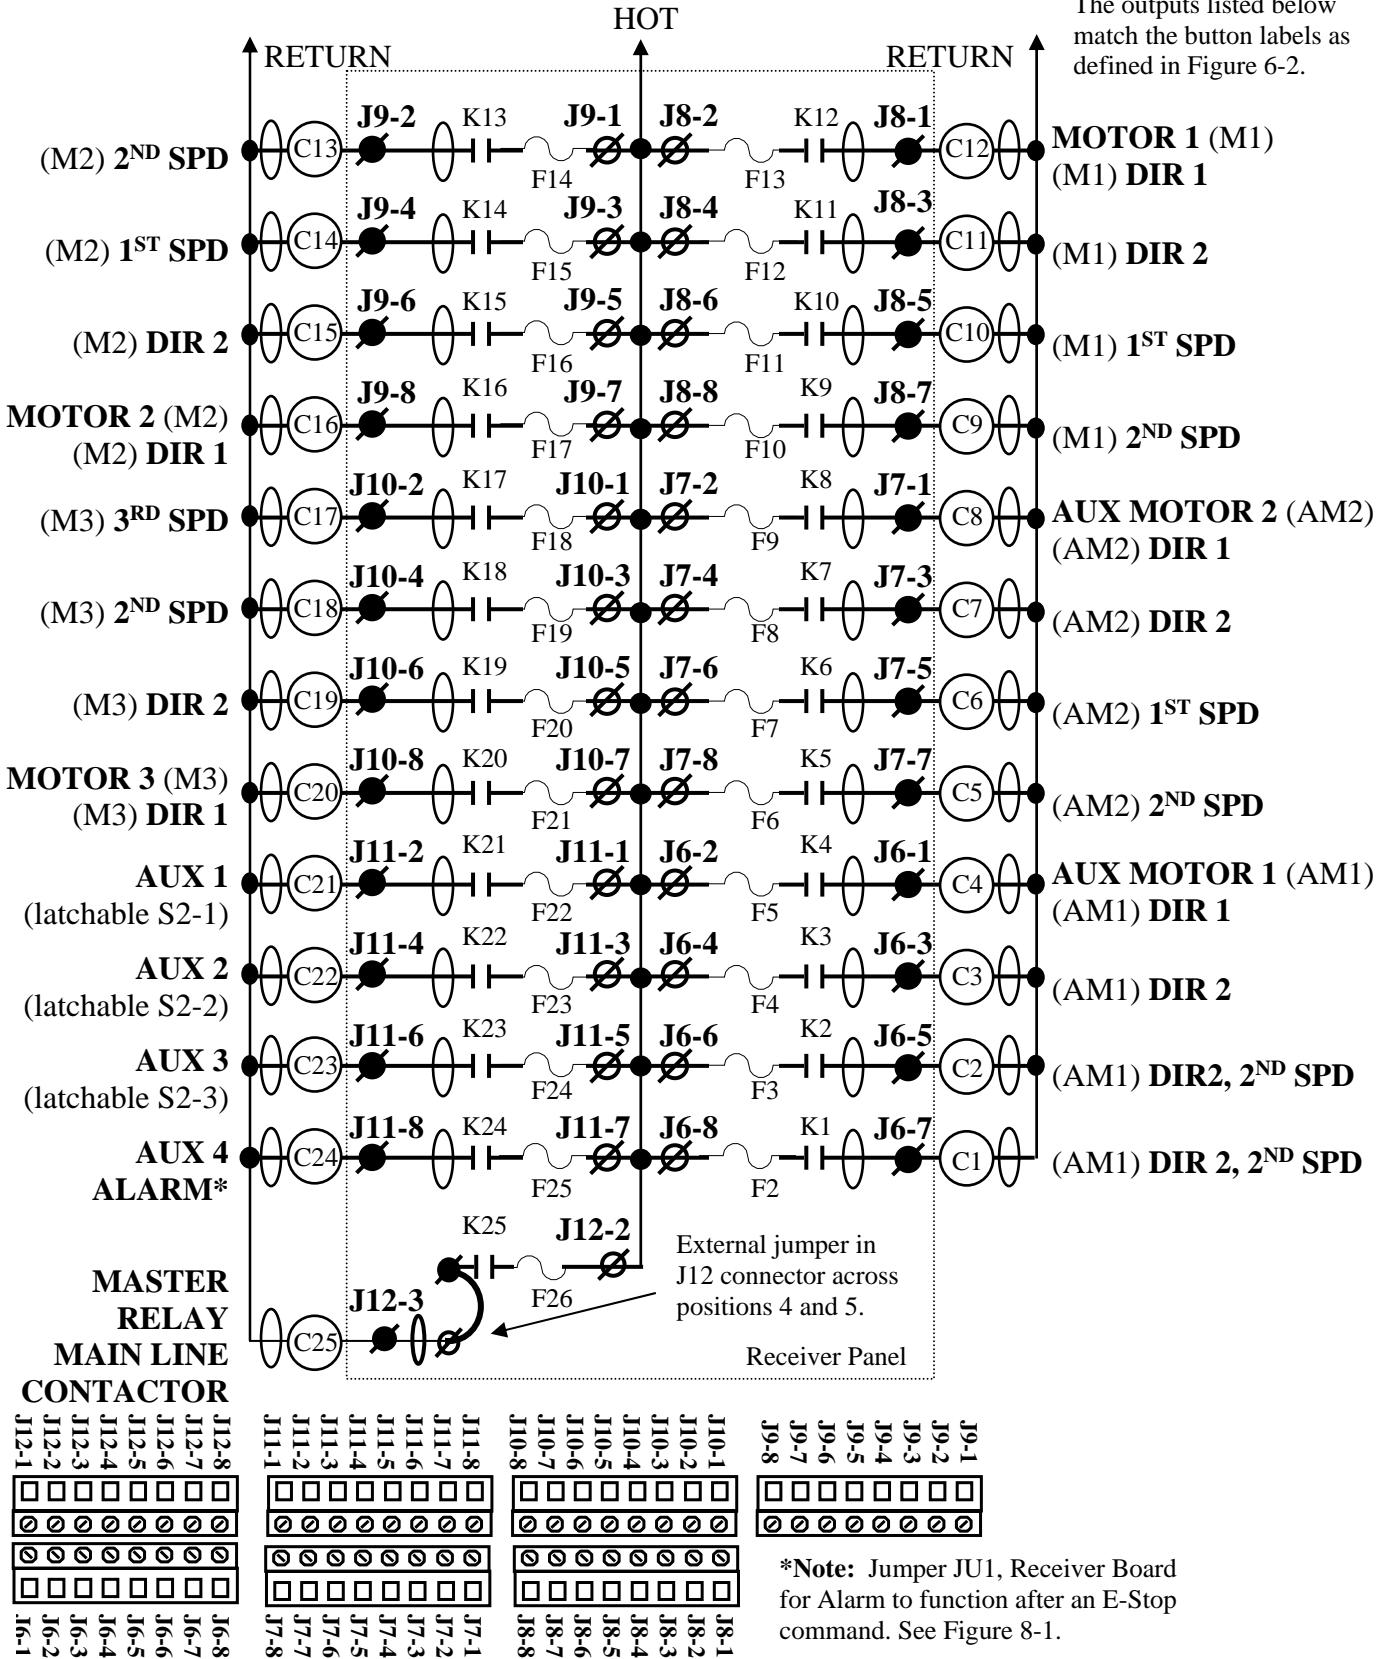 HOT
The outputs listed below
match the button labels as
defined in Figure 6-2.
RETURN
RETURN
(M2) 2ND SPD
C13
J9-2
K13
F14
J9-1
J8-2
F13
K12
J8-1
C12
MOTOR 1 (M1)
(M1) DIR 1
(M2) 1ST SPD
C14
J9-4
K14
F15
J9-3
J8-4
F12
K11
J8-3
C11
(M1) DIR 2
(M2) DIR 2
C15
J9-6
K15
F16
J9-5
J8-6
F11
K10
J8-5
C10
(M1) 1ST SPD
MOTOR 2 (M2)
(M2) DIR 1
C16
J9-8
K16
F17
J9-7
J8-8
F10
K9
J8-7
C9
(M1) 2ND SPD
(M3) 3RD SPD
C17
J10-2
K17
F18
J10-1
J7-2
F9
K8
J7-1
C8
AUX MOTOR 2 (AM2)
(AM2) DIR 1
(M3) 2ND SPD
C18
J10-4
K18
F19
J10-3
J7-4
F8
K7
J7-3
C7
(AM2) DIR 2
(M3) DIR 2
C19
J10-6
K19
F20
J10-5
J7-6
F7
K6
J7-5
C6
(AM2) 1ST SPD
MOTOR 3 (M3)
(M3) DIR 1
C20
J10-8
K20
F21
J10-7
J7-8
F6
K5
J7-7
C5
(AM2) 2ND SPD
AUX 1
(latchable S2-1)
C21
J11-2
K21
F22
J11-1
J6-2
F5
K4
J6-1
C4
AUX MOTOR 1 (AM1)
(AM1) DIR 1
AUX 2
(latchable S2-2)
C22
J11-4
K22
F23
J11-3
J6-4
F4
K3
J6-3
C3
(AM1) DIR 2
AUX 3
(latchable S2-3)
C23
J11-6
K23
F24
J11-5
J6-6
F3
K2
J6-5
C2
(AM1) DIR2, 2ND SPD
AUX 4
ALARM*
C24
J11-8
K24
F25
J11-7
J6-8
F2
K1
J6-7
C1
(AM1) DIR 2, 2ND SPD
K25
F26
J12-2
External jumper in
J12 connector across
positions 4 and 5.
MASTER
RELAY
MAIN LINE
CONTACTOR
C25
J12-3
Receiver Panel
J12-1
J12-2
J12-3
J12-4
J12-5
J12-6
J12-7
J12-8
J11-1
J11-2
J11-3
J11-4
J11-5
J11-6
J11-7
J11-8
J10-8
J10-7
J10-6
J10-5
J10-4
J10-3
J10-2
J10-1
J9-8
J9-7
J9-6
J9-5
J9-4
J9-3
J9-2
J9-1
J6-1
J6-2
J6-3
J6-4
J6-5
J6-6
J6-7
J6-8
J7-8
J7-7
J7-6
J7-5
J7-4
J7-3
J7-2
J7-1
J8-8
J8-7
J8-6
J8-5
J8-4
J8-3
J8-2
J8-1
*Note: Jumper JU1, Receiver Board
for Alarm to function after an E-Stop
command. See Figure 8-1.